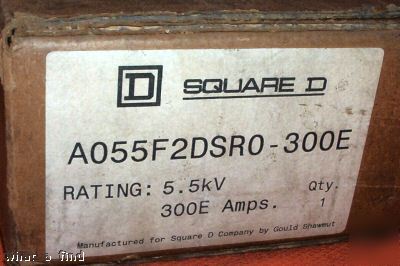 D SQUARE D
A055F2DSR0-300E
RATING: 5.5kV Qty.
300E Amps. 1
Manufactured for Square D Company by Gould Shawmut
what a find